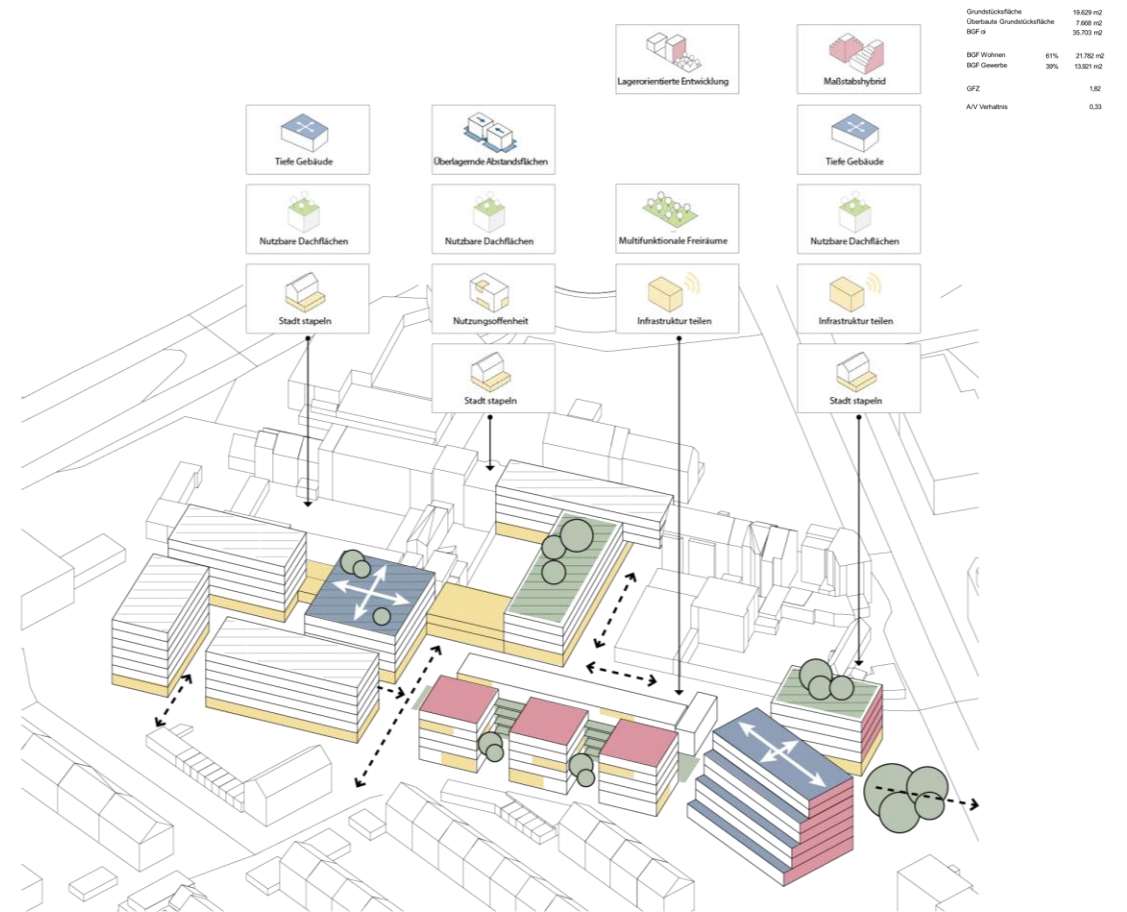 Grundstücksfläche 19.629 m2
Überbaute Grundstücksfläche 7.668 m2
BGF oi 35.703 m2
BGF Wohnen 61% 21.782 m2
BGF Gewerbe 39% 13.921 m2
GFZ 1,82
A/V Verhaltnis 0,33
Lagerorientierte Entwicklung
Maßstabshybrid
Tiefe Gebäude
Überlagernde Abstandsflächen
Tiefe Gebäude
Nutzbare Dachflächen
Nutzbare Dachflächen
Multifunktionale Freiräume
Nutzbare Dachflächen
Stadt stapeln
Nutzungsoffenheit
Infrastruktur teilen
Infrastruktur teilen
Stadt stapeln
Stadt stapeln